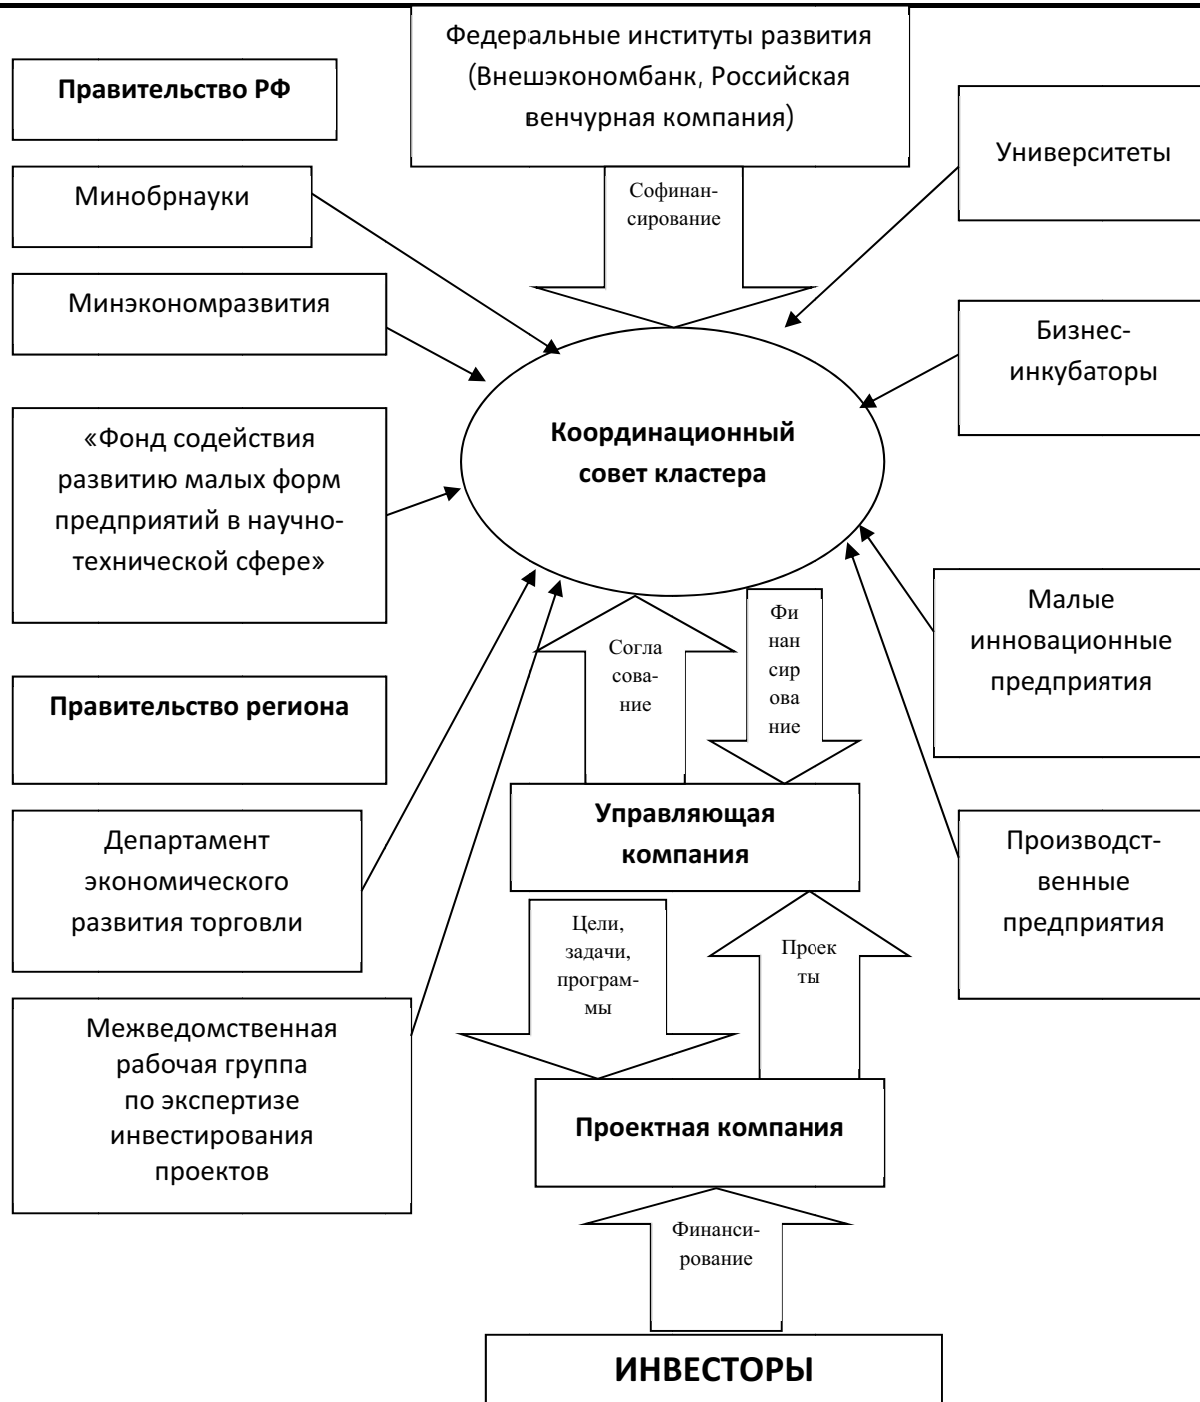 Федеральные институты развития
(Внешэкономбанк, Российская
венчурная компания)
Правительство РФ
Минобрнауки
Минэкономразвития
«Фонд содействия
развитию малых форм
предприятий в научно-
технической сфере»
Правительство региона
Департамент
экономического
развития торговли
Межведомственная
рабочая группа
по экспертизе
инвестирования
проектов
Софинан-
сирование
Координационный
совет кластера
Согла
сова-
ние
Фи
нан
сир
ова
ние
Управляющая
компания
Цели,
задачи,
програм-
мы
Проек
ты
Проектная компания
Финанси-
рование
ИНВЕСТОРЫ
Университеты
Бизнес-
инкубаторы
Малые
инновационные
предприятия
Производст-
венные
предприятия